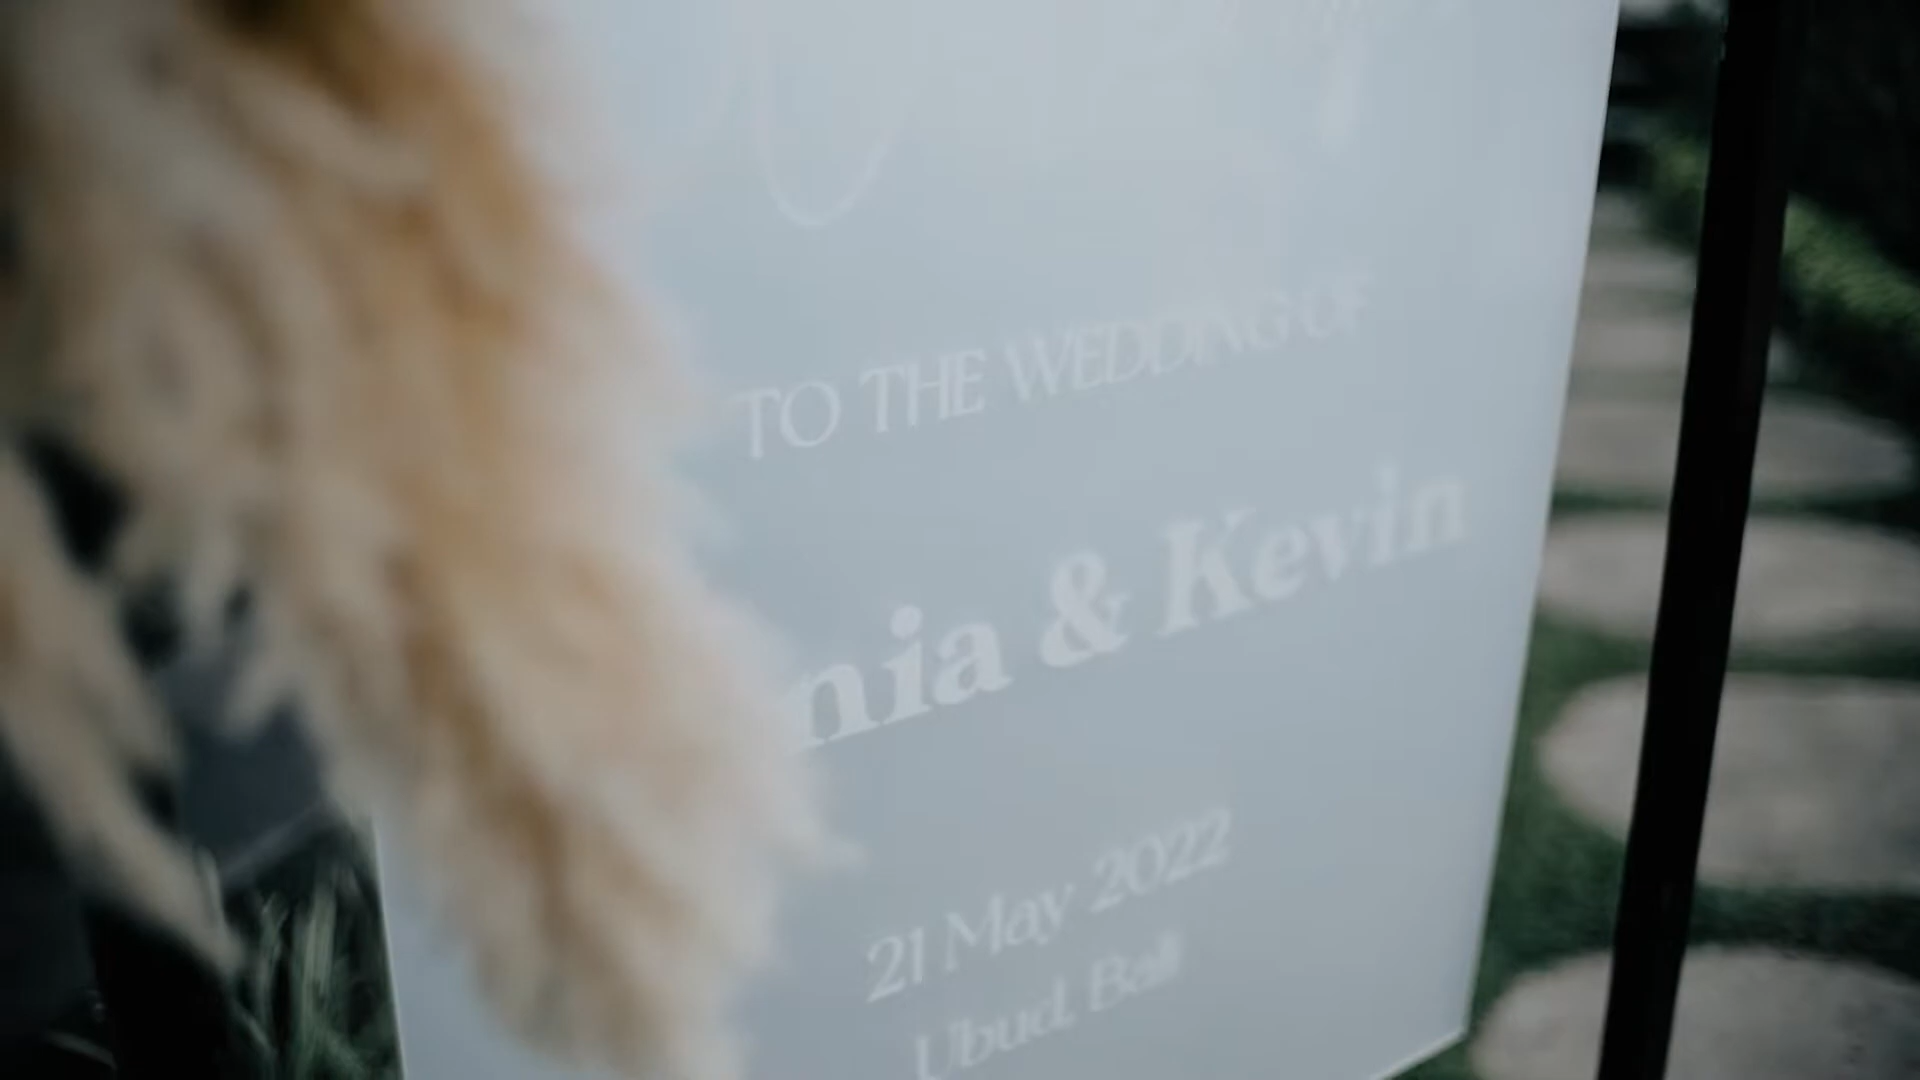 TO THE WEDDING OF
nia & Kevin
21 May 2022
Ubud, Bali